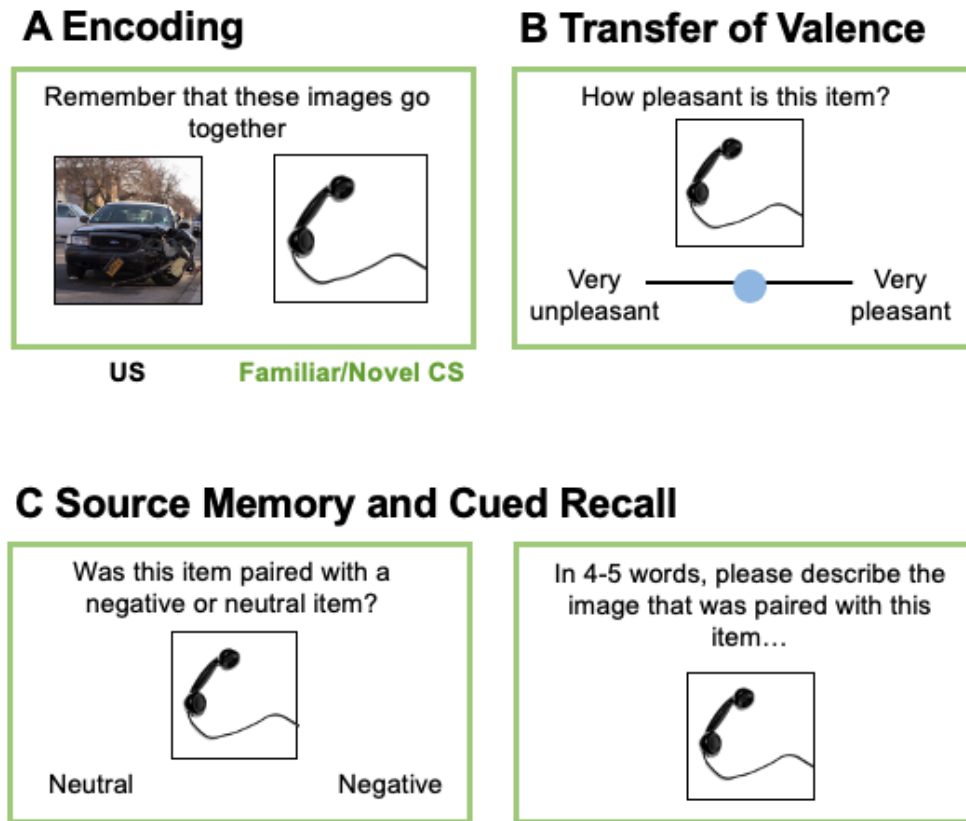 A Encoding
Remember that these images go
together
US
Familiar/Novel CS
B Transfer of Valence
How pleasant is this item?
Very
unpleasant
Very
pleasant
C Source Memory and Cued Recall
Was this item paired with a
negative or neutral item?
Neutral
Negative
In 4-5 words, please describe the
image that was paired with this
item…